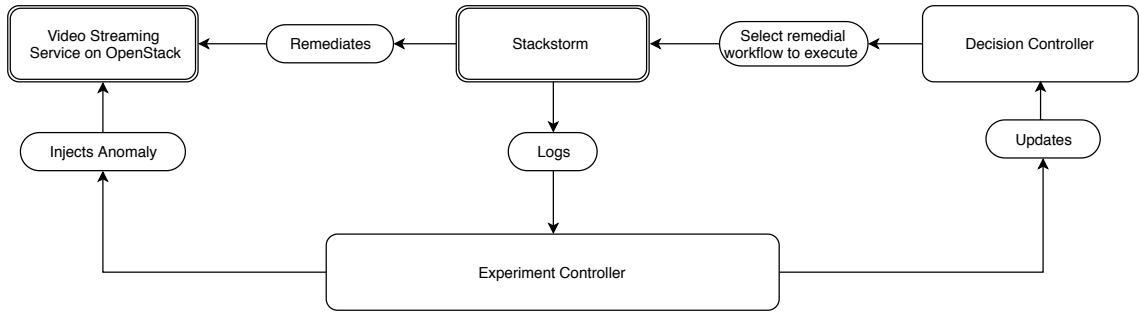 Video Streaming
Service on OpenStack
Remediates
Stackstorm
Select remedial
workflow to execute
Decision Controller
Injects Anomaly
Logs
Updates
Experiment Controller